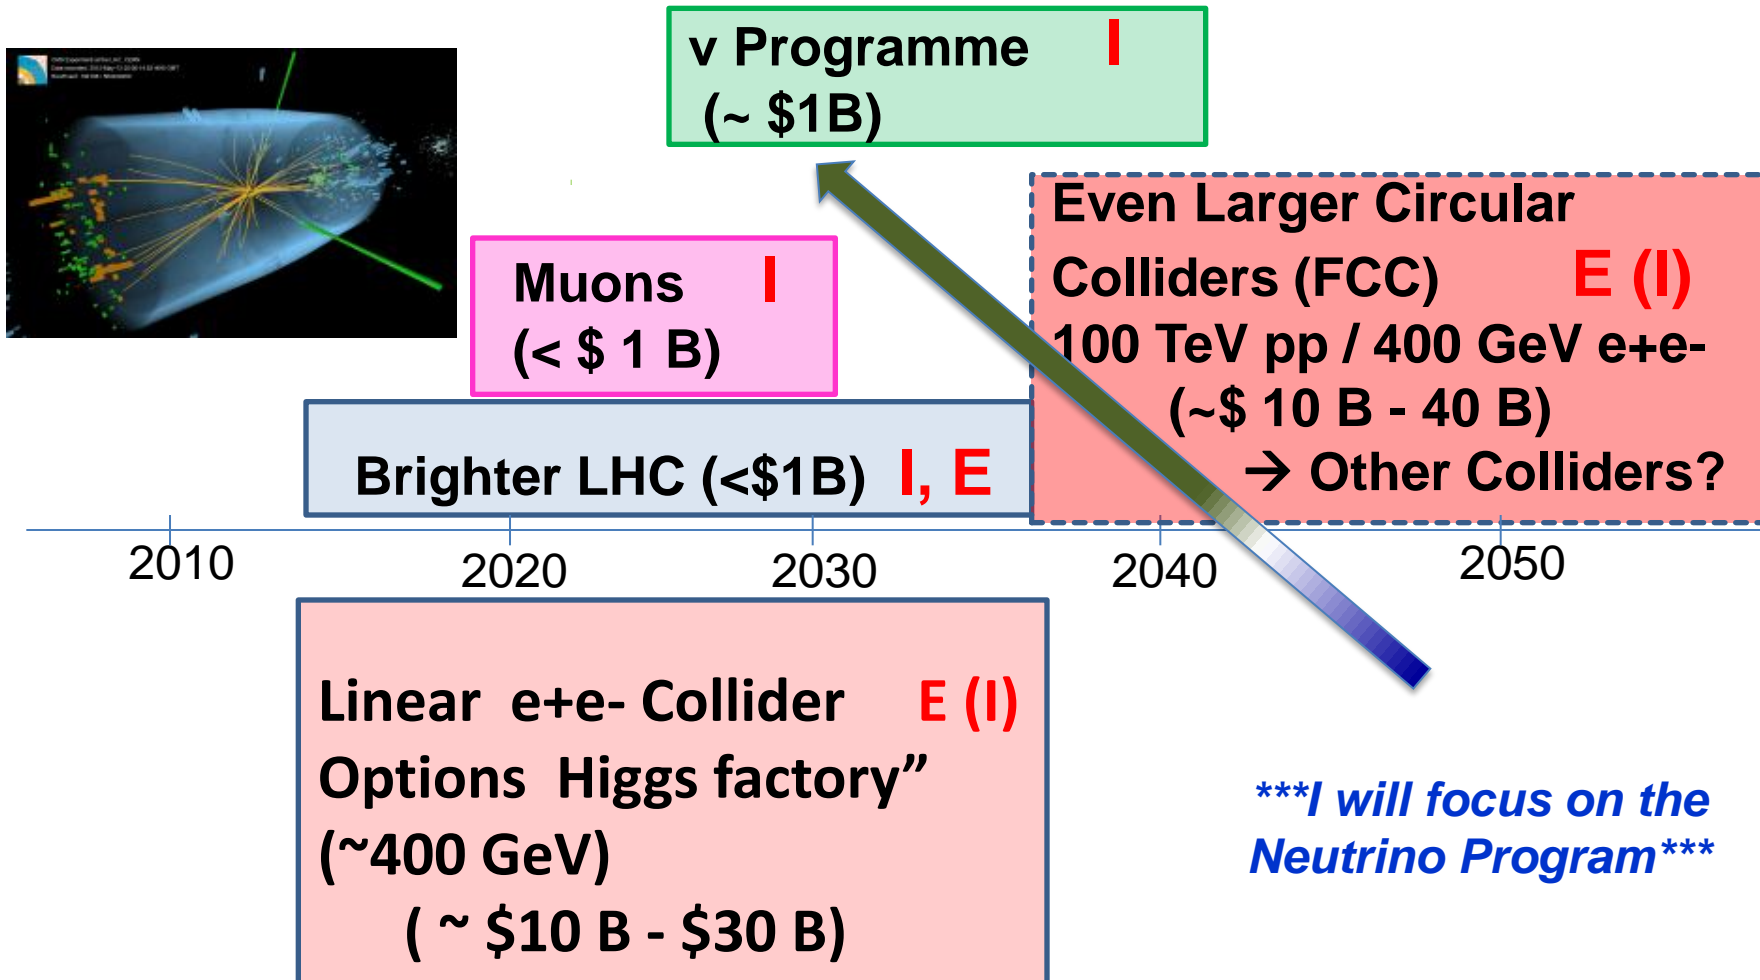 ν Programme I
(~ $1B)
Muons I
(< $ 1 B)
Even Larger Circular
Colliders (FCC) E (I)
100 TeV pp / 400 GeV e+e-
(~$ 10 B - 40 B)
→ Other Colliders?
Brighter LHC (<$1B) I, E
2010 2020 2030 2040 2050
Linear e+e- Collider E (I)
Options Higgs factory”
(~400 GeV)
( ~ $10 B - $30 B)
***I will focus on the
Neutrino Program***